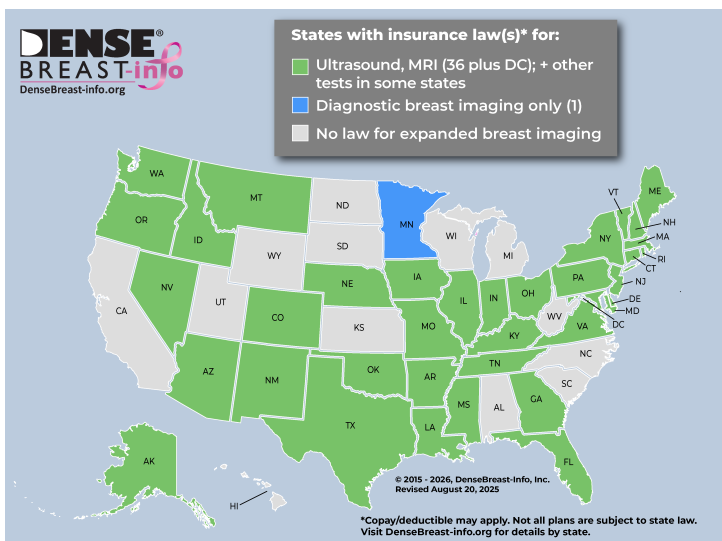 DENSE®
BREAST-info
DenseBreast-info.org
States with insurance law(s)* for:
Ultrasound, MRI (36 plus DC); + other
tests in some states
Diagnostic breast imaging only (1)
No law for expanded breast imaging
WA
MT
ND
MN
VT
ME
OR
ID
SD
WI
MI
NY
NH
MA
WY
RI
CT
NV
UT
NE
IA
IL
IN
OH
PA
NJ
CA
CO
KS
MO
KY
WV
VA
DE
MD
DC
AZ
NM
OK
AR
TN
NC
SC
TX
LA
MS
AL
GA
AK
HI
FL
© 2015 - 2026, DenseBreast-Info, Inc.
Revised August 20, 2025
*Copay/deductible may apply. Not all plans are subject to state law.
Visit DenseBreast-info.org for details by state.